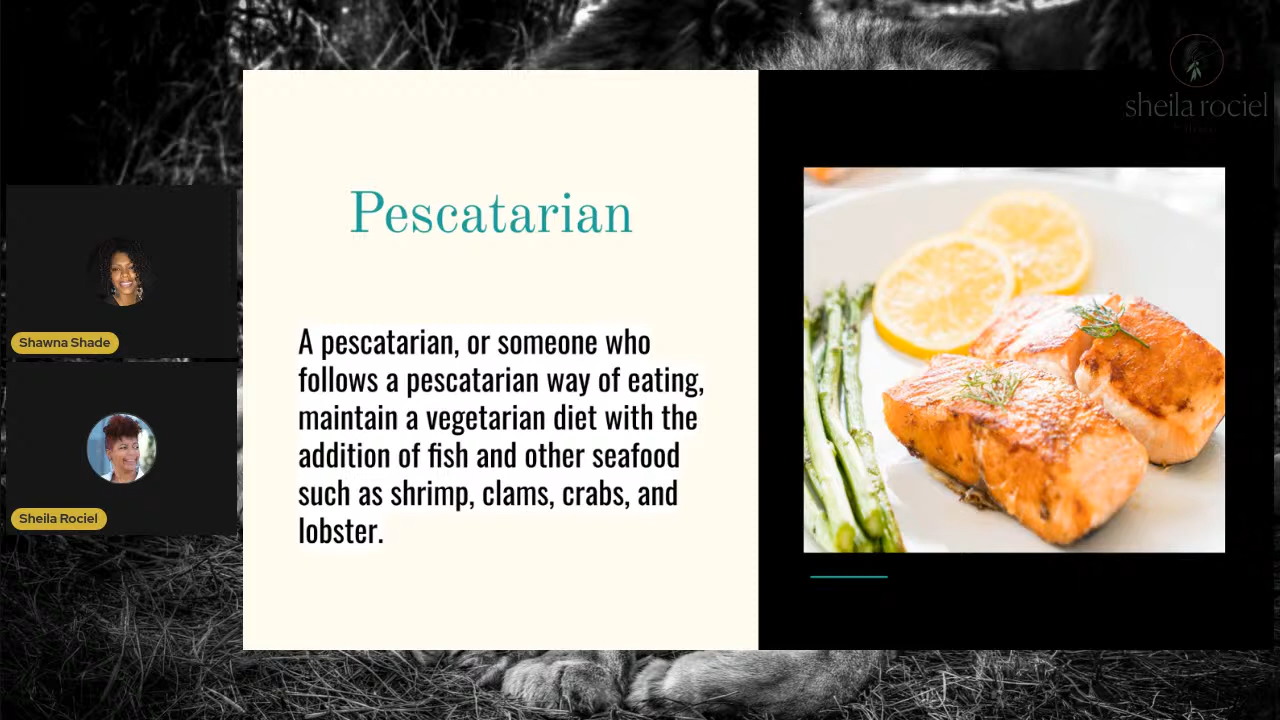 sheila rociel
Pescatarian
A pescatarian, or someone who
follows a pescatarian way of eating,
maintain a vegetarian diet with the
addition of fish and other seafood
such as shrimp, clams, crabs, and
lobster.
Shawna Shade
Sheila Rociel